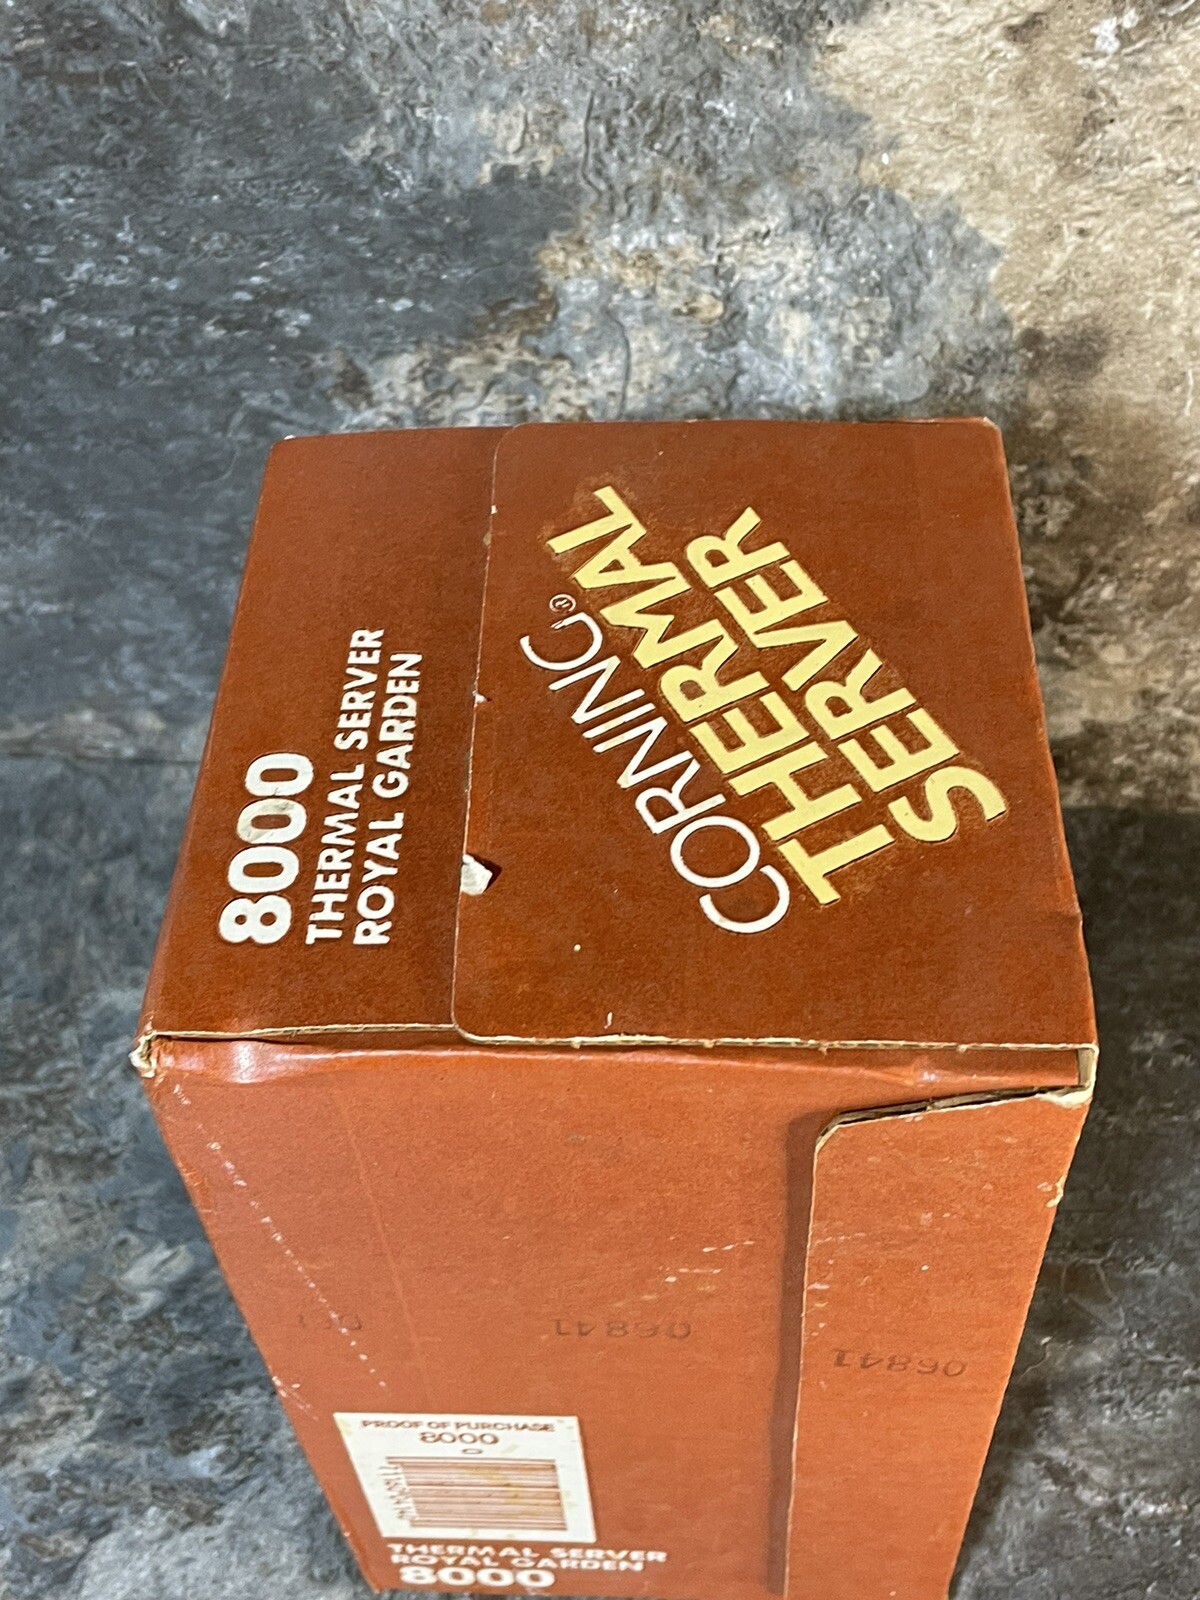 8000
THERMAL SERVER
ROYAL GARDEN
CORNING®
THERMAL
SERVER
06841
06841
PROOF OF PURCHASE
8000
0
THERMAL SERVER
ROYAL GARDEN
8000